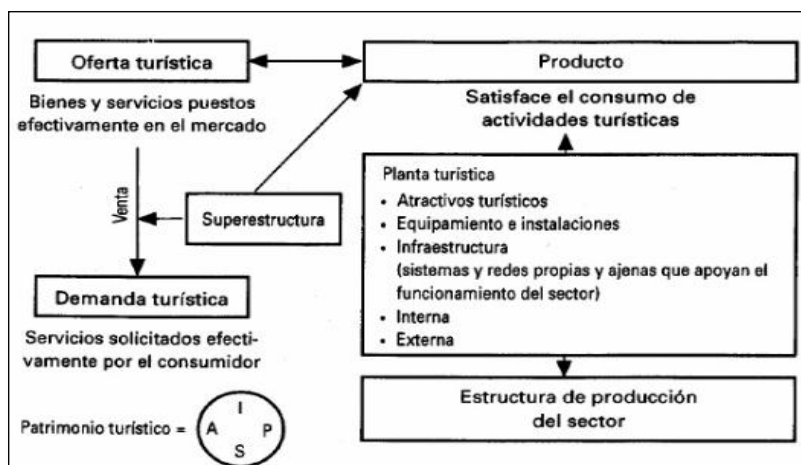 Oferta turística
Bienes y servicios puestos
efectivamente en el mercado
Venta
Superestructura
Demanda turística
Servicios solicitados efecti-
vamente por el consumidor
Patrimonio turístico =
I
A P
S
Producto
Satisface el consumo de
actividades turísticas
Planta turística
• Atractivos turísticos
• Equipamiento e instalaciones
• Infraestructura
(sistemas y redes propias y ajenas que apoyan el
funcionamiento del sector)
• Interna
• Externa
Estructura de producción
del sector